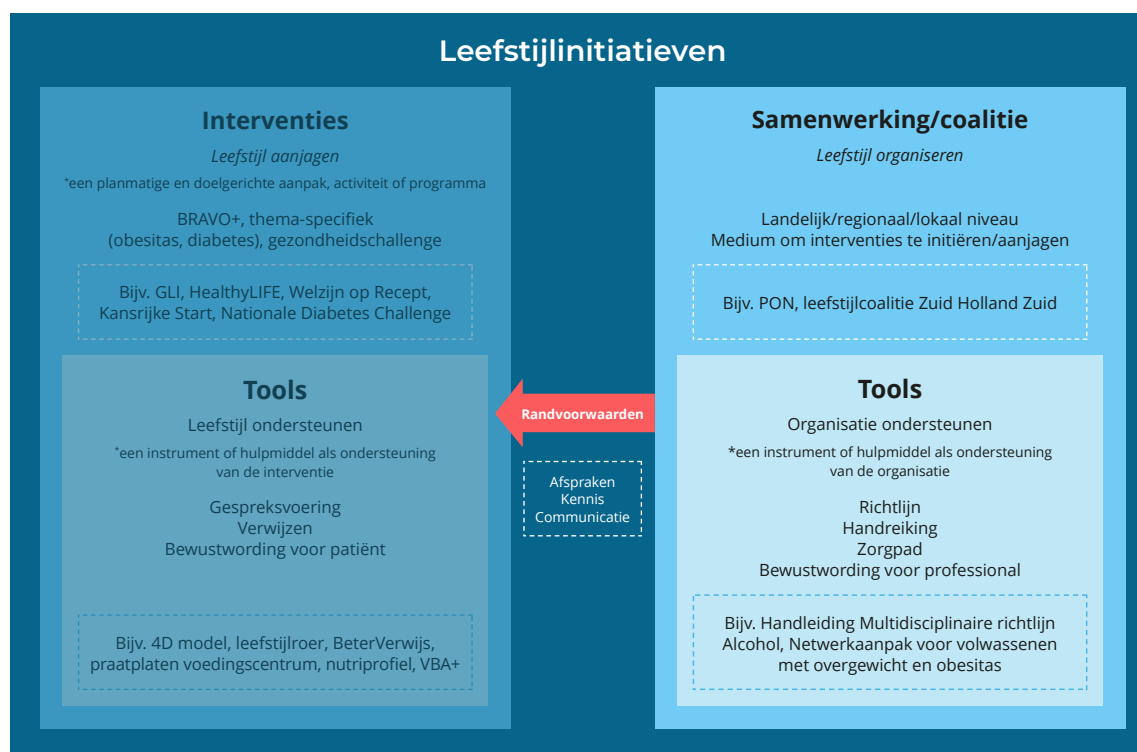 Leefstijlinitiatieven
Interventies
Leefstijl aanjagen
*een planmatige en doelgerichte aanpak, activiteit of programma
BRAVO+, thema-specifiek
(obesitas, diabetes), gezondheidschallenge
Bijv. GLI, HealthyLIFE, Welzijn op Recept,
Kansrijke Start, Nationale Diabetes Challenge
Tools
Leefstijl ondersteunen
*een instrument of hulpmiddel als ondersteuning
van de interventie
Gespreksvoering
Verwijzen
Bewustwording voor patiënt
Bijv. 4D model, leefstijlroer, BeterVerwijs,
praatplaten voedingscentrum, nutriprofiel, VBA+
Randvoorwaarden
Afspraken
Kennis
Communicatie
Samenwerking/coalitie
Leefstijl organiseren
Landelijk/regionaal/lokaal niveau
Medium om interventies te initiëren/aanjagen
Bijv. PON, leefstijlcoalitie Zuid Holland Zuid
Tools
Organisatie ondersteunen
*een instrument of hulpmiddel als ondersteuning
van de organisatie
Richtlijn
Handreiking
Zorgpad
Bewustwording voor professional
Bijv. Handleiding Multidisciplinaire richtlijn
Alcohol, Netwerkaanpak voor volwassenen
met overgewicht en obesitas